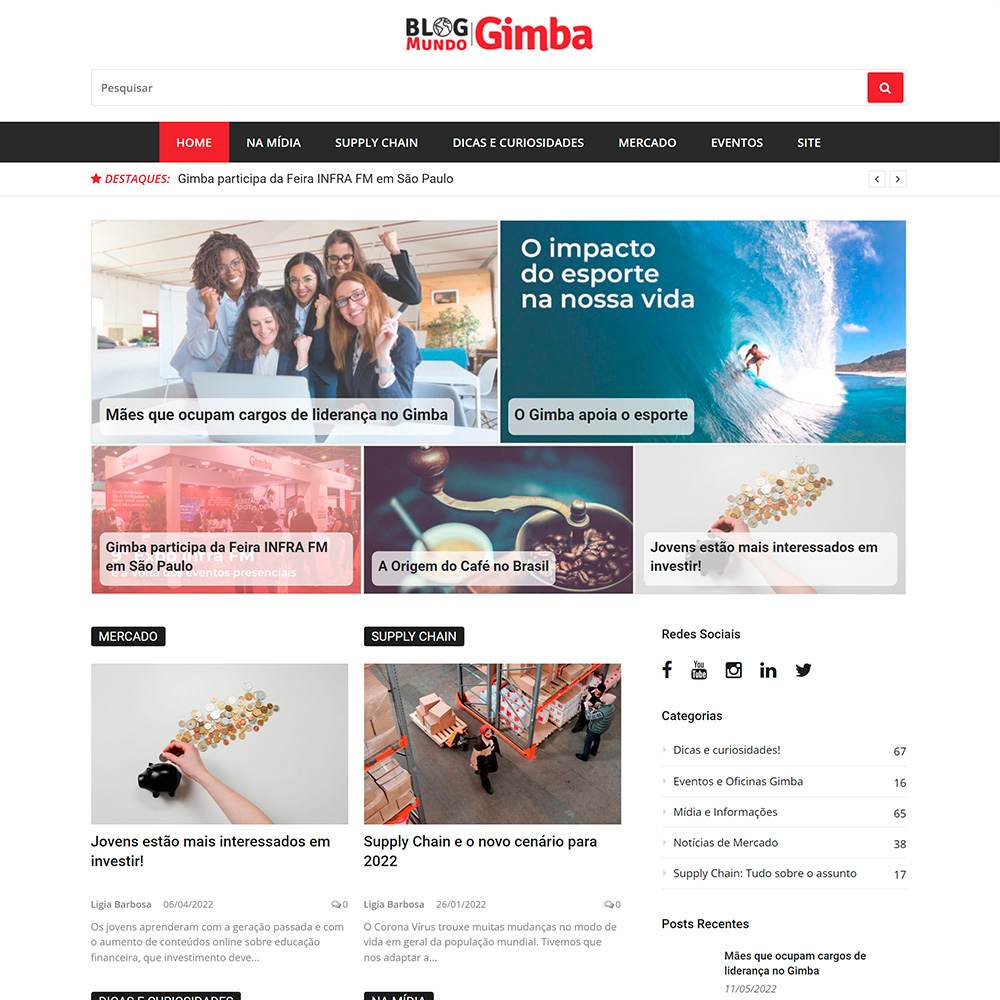 BLOG
MUNDO
Gimba
Pesquisar
HOME
NA MÍDIA
SUPPLY CHAIN
DICAS E CURIOSIDADES
MERCADO
EVENTOS
SITE
DESTAQUES:
Gimba participa da Feira INFRA FM em São Paulo
O impacto
do esporte
na nossa vida
Mães que ocupam cargos de liderança no Gimba
O Gimba apoia o esporte
Gimba
Gimba participa da Feira INFRA FM
em São Paulo
e a volta dos eventos presenciais
A Origem do Café no Brasil
Jovens estão mais interessados em
investir!
MERCADO
Jovens estão mais interessados em
investir!
Ligia Barbosa 06/04/2022 0
Os jovens aprenderam com a geração passada e com
o aumento de conteúdos online sobre educação
financeira, que investimento deve...
DICAS E CURIOSIDADES
SUPPLY CHAIN
Supply Chain e o novo cenário para
2022
Ligia Barbosa 26/01/2022 0
O Corona Vírus trouxe muitas mudanças no modo de
vida em geral da população mundial. Tivemos que
nos adaptar a...
NA MÍDIA
Redes Sociais
You
Tube
Categorias
Dicas e curiosidades! 67
Eventos e Oficinas Gimba 16
Mídia e Informações 65
Notícias de Mercado 38
Supply Chain: Tudo sobre o assunto 17
Posts Recentes
Mães que ocupam cargos de
liderança no Gimba
11/05/2022